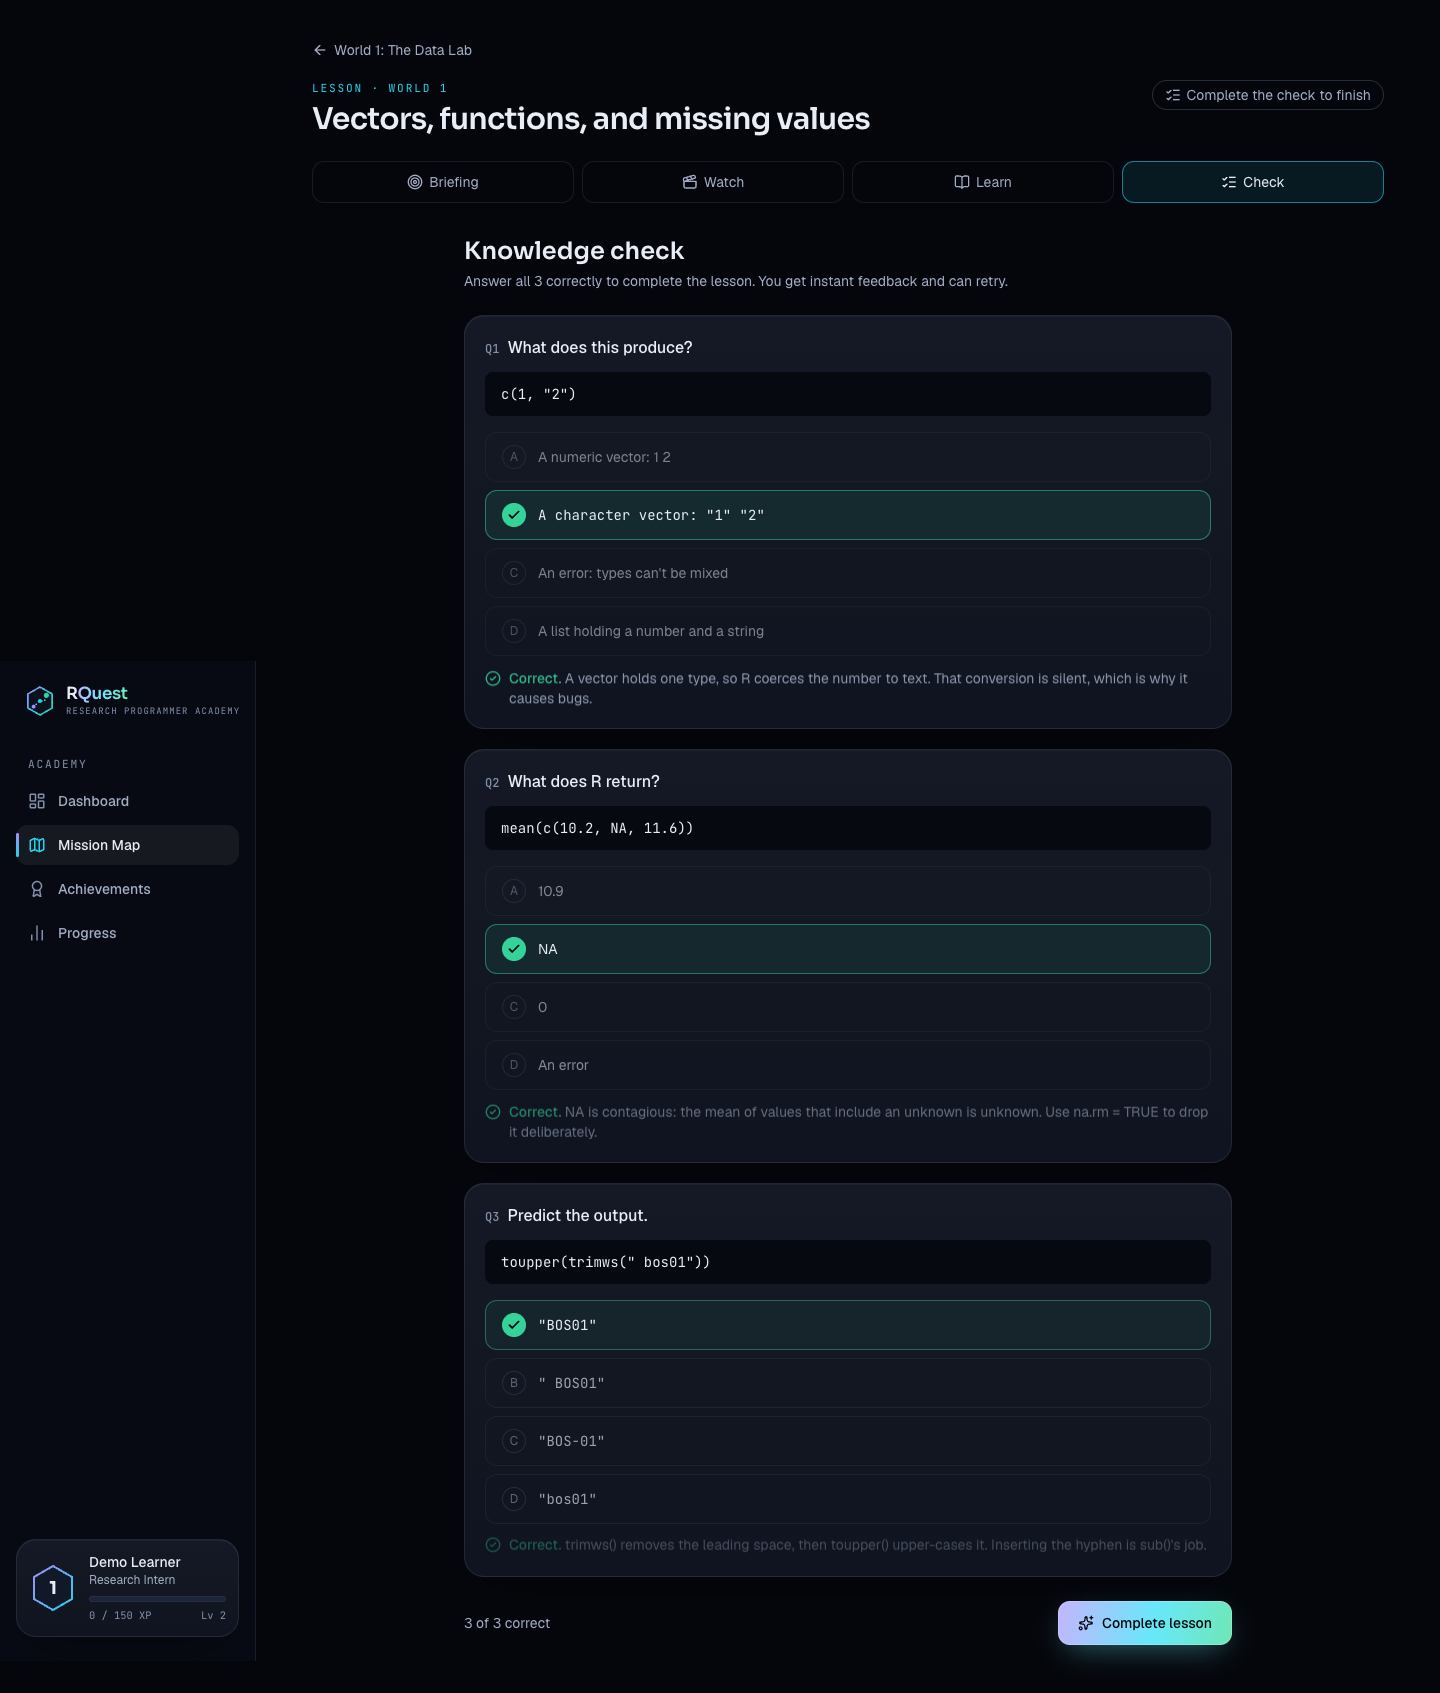 World 1: The Data Lab
LESSON · WORLD 1
Vectors, functions, and missing values
Complete the check to finish
Briefing
Watch
Learn
Check
Knowledge check
Answer all 3 correctly to complete the lesson. You get instant feedback and can retry.
Q1 What does this produce?
c(1, "2")
A A numeric vector: 1 2
A character vector: "1" "2"
C An error: types can't be mixed
D A list holding a number and a string
Correct. A vector holds one type, so R coerces the number to text. That conversion is silent, which is why it
causes bugs.
Q2 What does R return?
mean(c(10.2, NA, 11.6))
A 10.9
NA
C 0
D An error
Correct. NA is contagious: the mean of values that include an unknown is unknown. Use na.rm = TRUE to drop
it deliberately.
Q3 Predict the output.
toupper(trimws(" bos01"))
"BOS01"
B " BOS01"
C "BOS-01"
D "bos01"
Correct. trimws() removes the leading space, then toupper() upper-cases it. Inserting the hyphen is sub()'s job.
3 of 3 correct
Complete lesson
RQuest
RESEARCH PROGRAMMER ACADEMY
ACADEMY
Dashboard
Mission Map
Achievements
Progress
1
Demo Learner
Research Intern
0 / 150 XP Lv 2